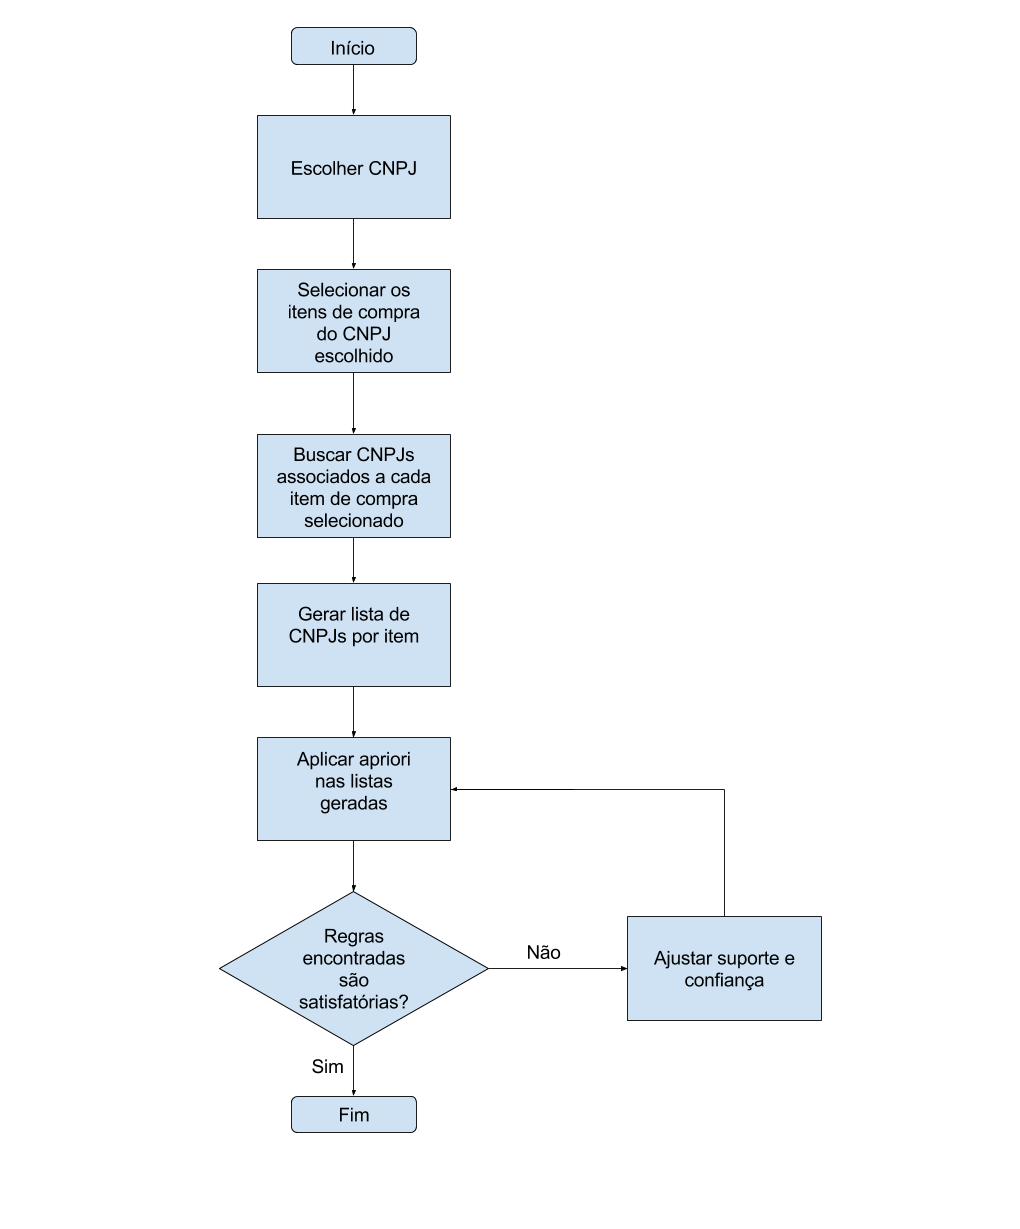 Início
Escolher CNPJ
Selecionar os
itens de compra
do CNPJ
escolhido
Buscar CNPJs
associados a cada
item de compra
selecionado
Gerar lista de
CNPJs por item
Aplicar apriori
nas listas
geradas
Regras
encontradas
são
satisfatórias?
Não
Ajustar suporte e
confiança
Sim
Fim